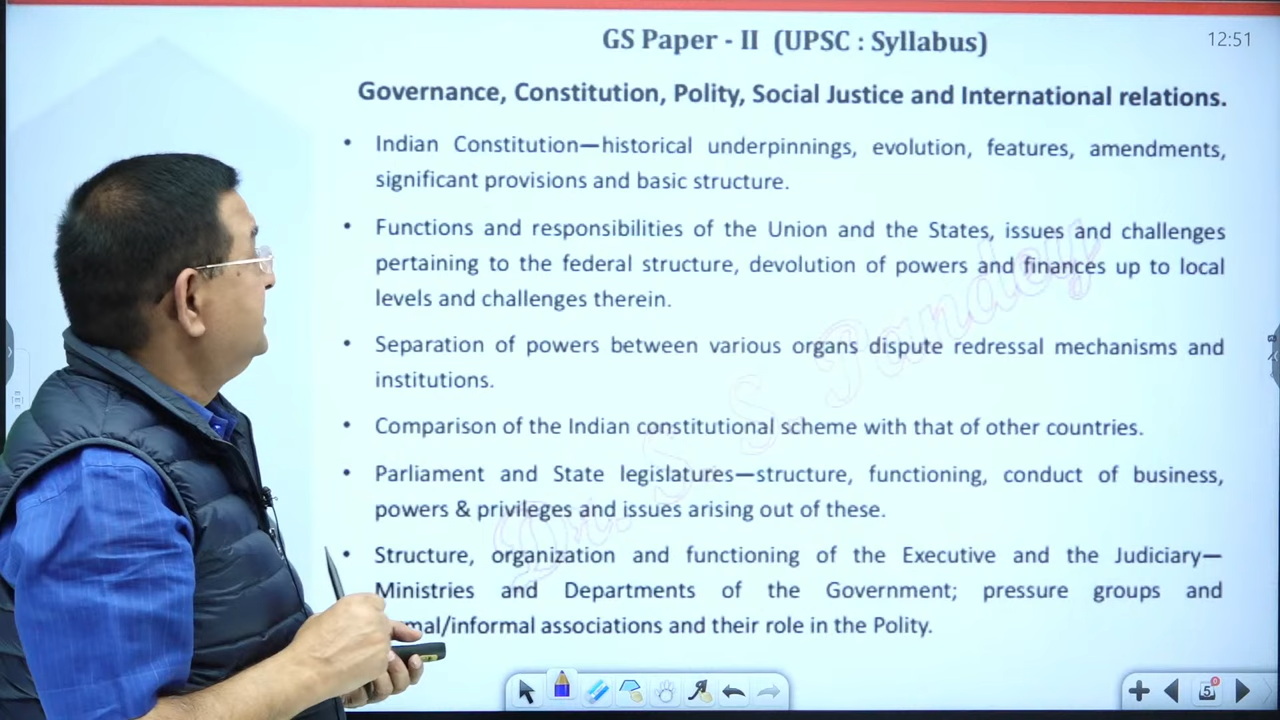 GS Paper - II (UPSC : Syllabus)
12:51
Governance, Constitution, Polity, Social Justice and International relations.
• Indian Constitution—historical underpinnings, evolution, features, amendments,
significant provisions and basic structure.
• Functions and responsibilities of the Union and the States, issues and challenges
pertaining to the federal structure, devolution of powers and finances up to local
levels and challenges therein.
• Separation of powers between various organs dispute redressal mechanisms and
institutions.
• Comparison of the Indian constitutional scheme with that of other countries.
• Parliament and State legislatures—structure, functioning, conduct of business,
powers & privileges and issues arising out of these.
• Structure, organization and functioning of the Executive and the Judiciary—
Ministries and Departments of the Government; pressure groups and
mal/informal associations and their role in the Polity.
Dr. S. S. Pandey
5